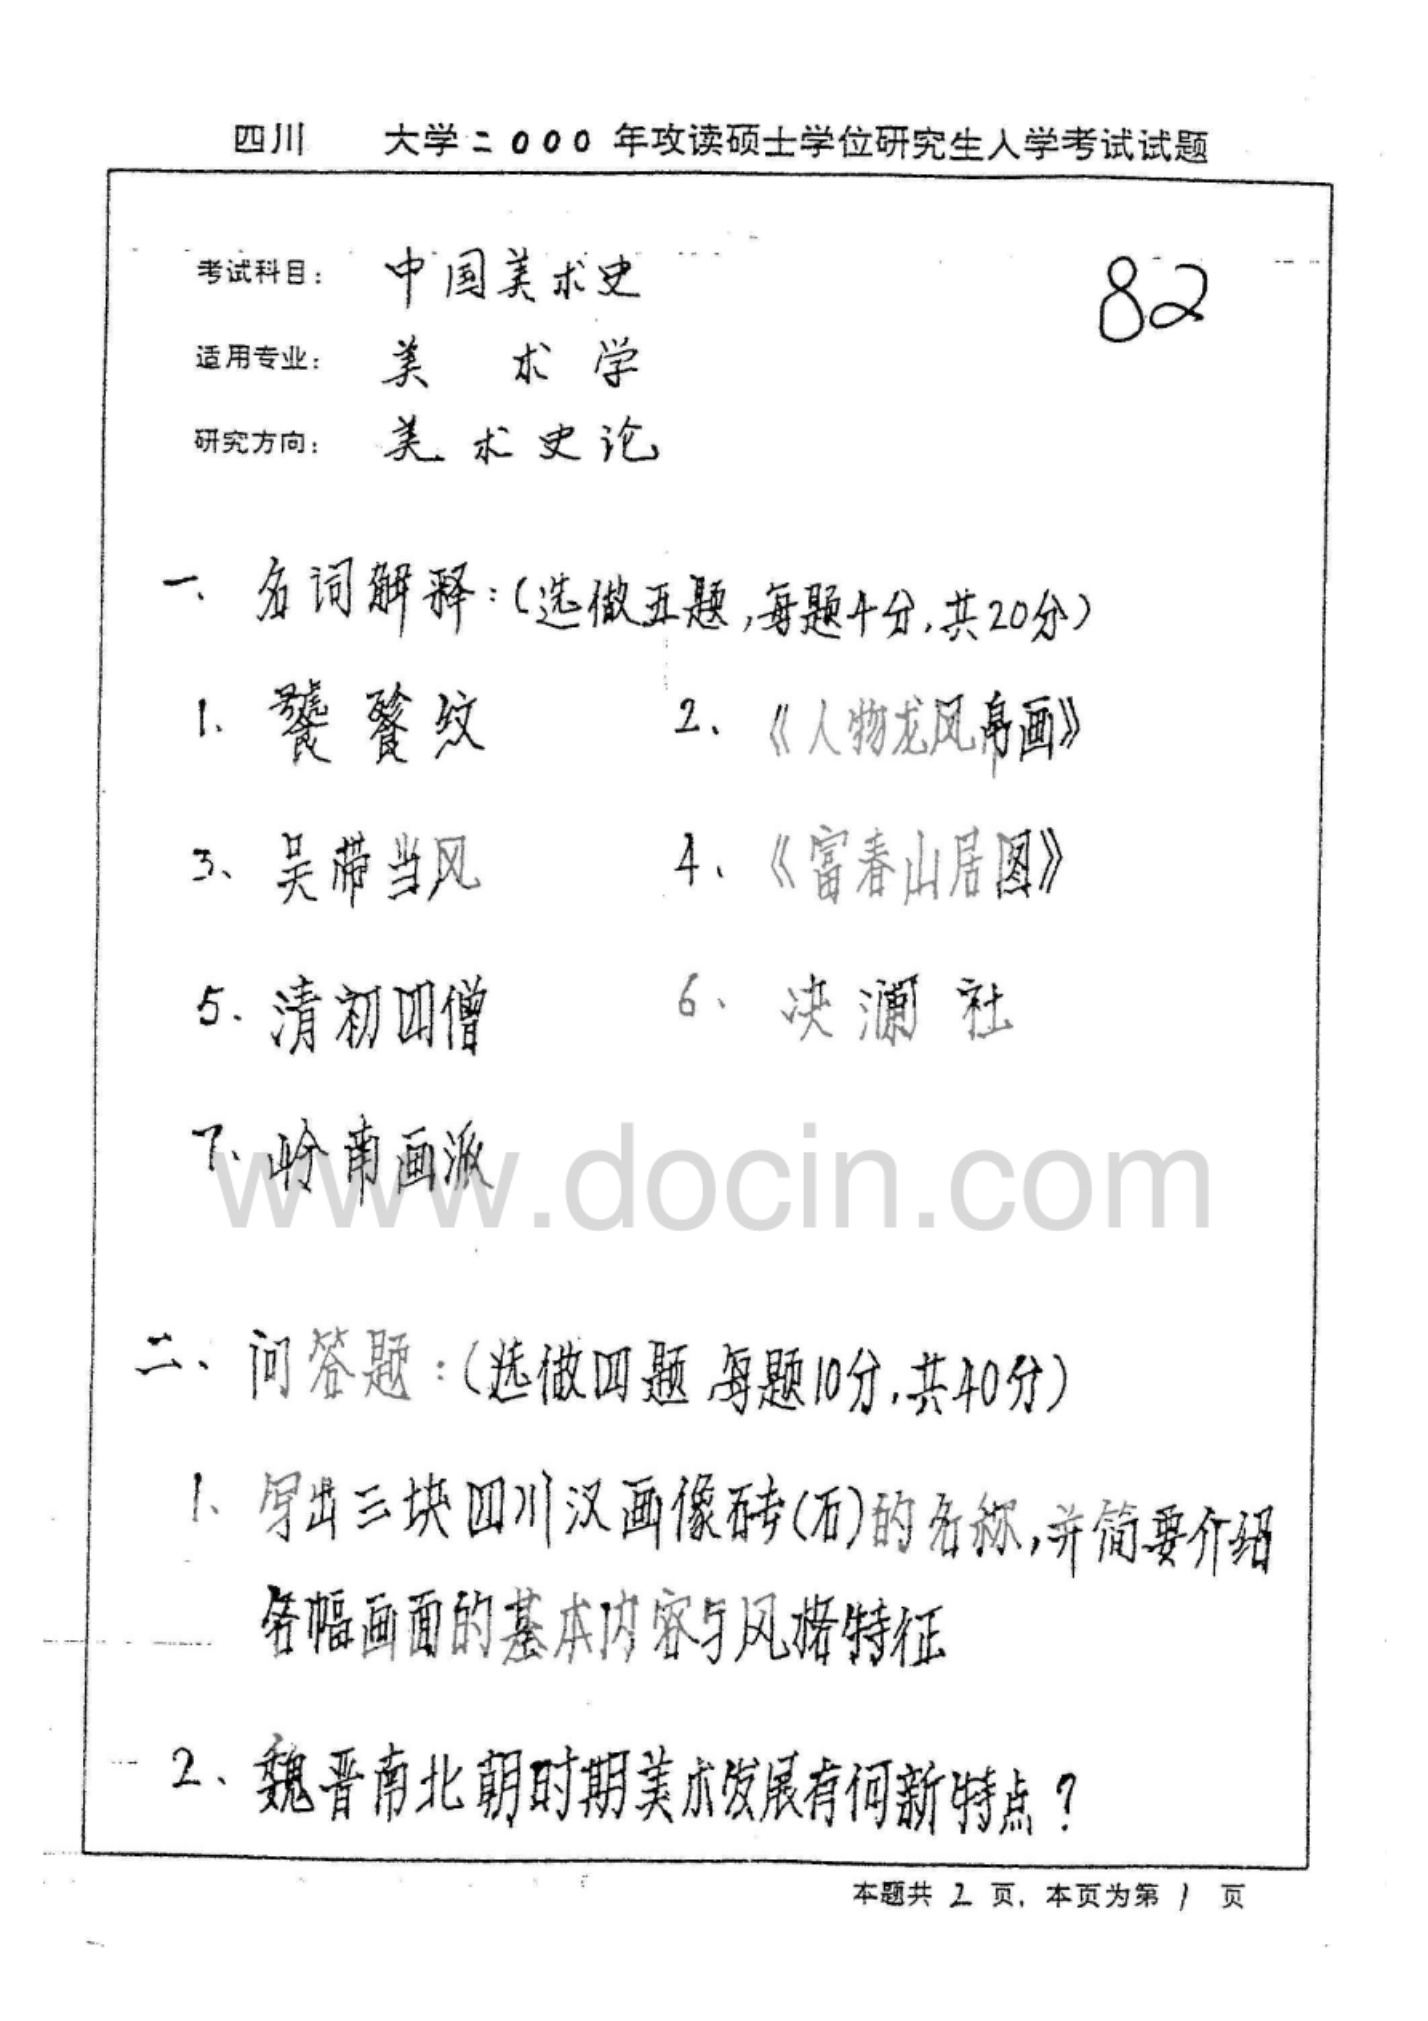 四川 大学二000年攻读硕士学位研究生入学考试试题
考试科目: 中国美术史
82
适用专业: 美术学
研究方向: 美术史论
一、名词解释:(选做五题,每题4分,共20分)
1、饕餮纹 2、《人物龙凤帛画》
3、吴带当风 4、《富春山居图》
5、清初四僧 6、决澜社
7、岭南画派
www.docin.com
二、问答题:(选做四题,每题10分,共40分)
1、写出三块四川汉画像砖(石)的名称,并简要介绍
各幅画面的基本内容与风格特征
2、魏晋南北朝时期美术发展有何新特点?
本题共 2 页,本页为第 1 页